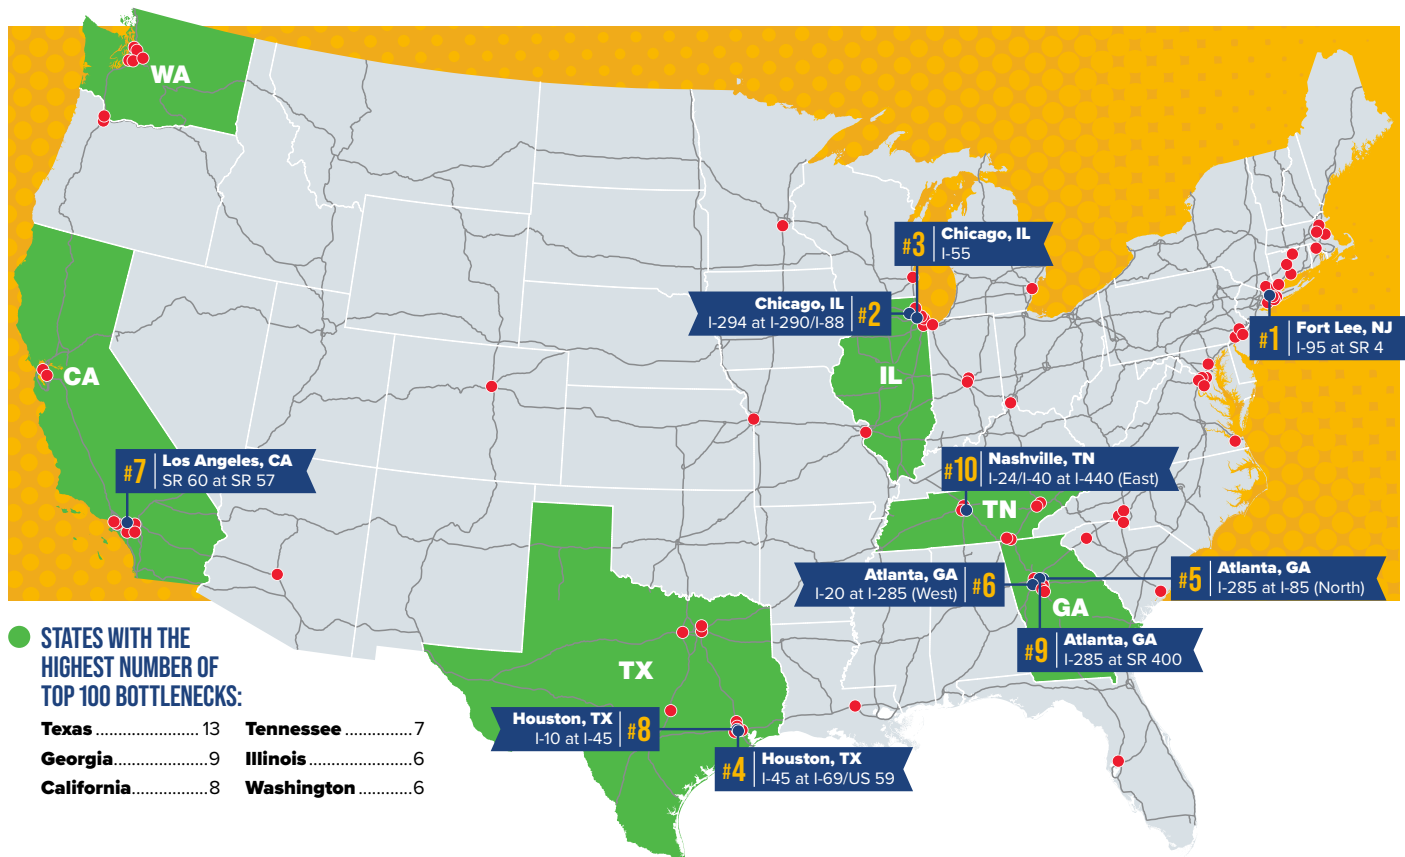 WA
#3
Chicago, IL
I-55
Chicago, IL
I-294 at I-290/I-88
#2
#1
Fort Lee, NJ
I-95 at SR 4
CA
IL
#7
Los Angeles, CA
SR 60 at SR 57
#10
Nashville, TN
I-24/I-40 at I-440 (East)
TN
Atlanta, GA
I-20 at I-285 (West)
#6
#5
Atlanta, GA
I-285 at I-85 (North)
GA
#9
Atlanta, GA
I-285 at SR 400
TX
Houston, TX
I-10 at I-45
#8
#4
Houston, TX
I-45 at I-69/US 59
STATES WITH THE
HIGHEST NUMBER OF
TOP 100 BOTTLENECKS:
Texas ................... 13
Georgia.................9
California.................8
Tennessee ............7
Illinois ...................6
Washington ............6